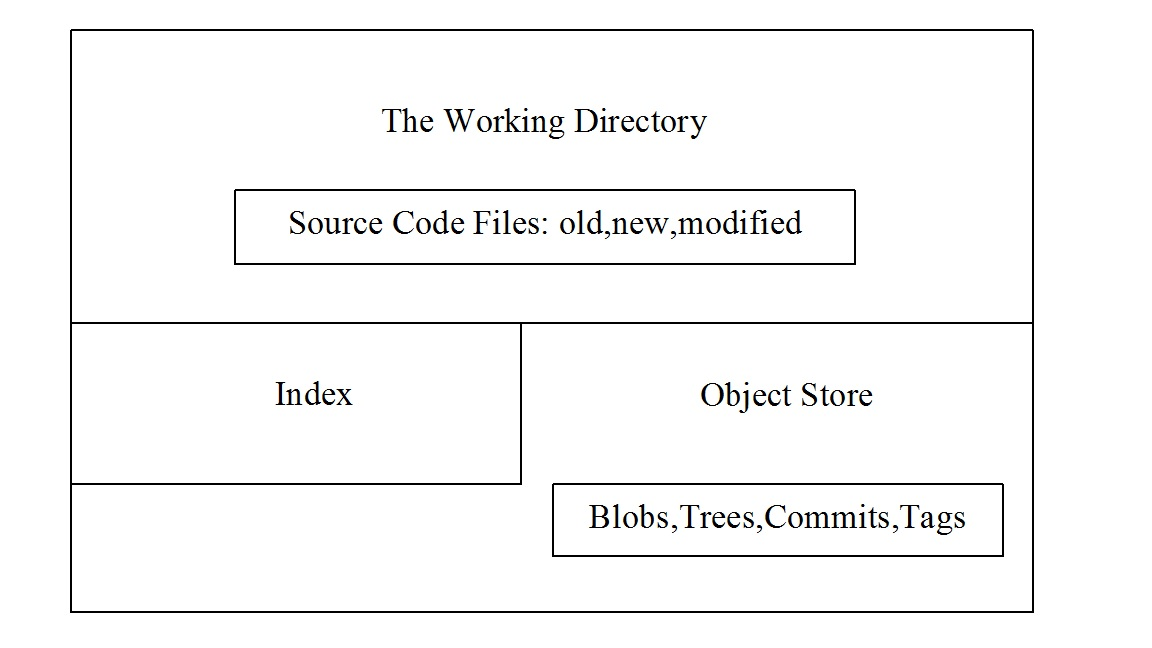 The Working Directory
Source Code Files: old,new,modified
Index
Object Store
Blobs,Trees,Commits,Tags